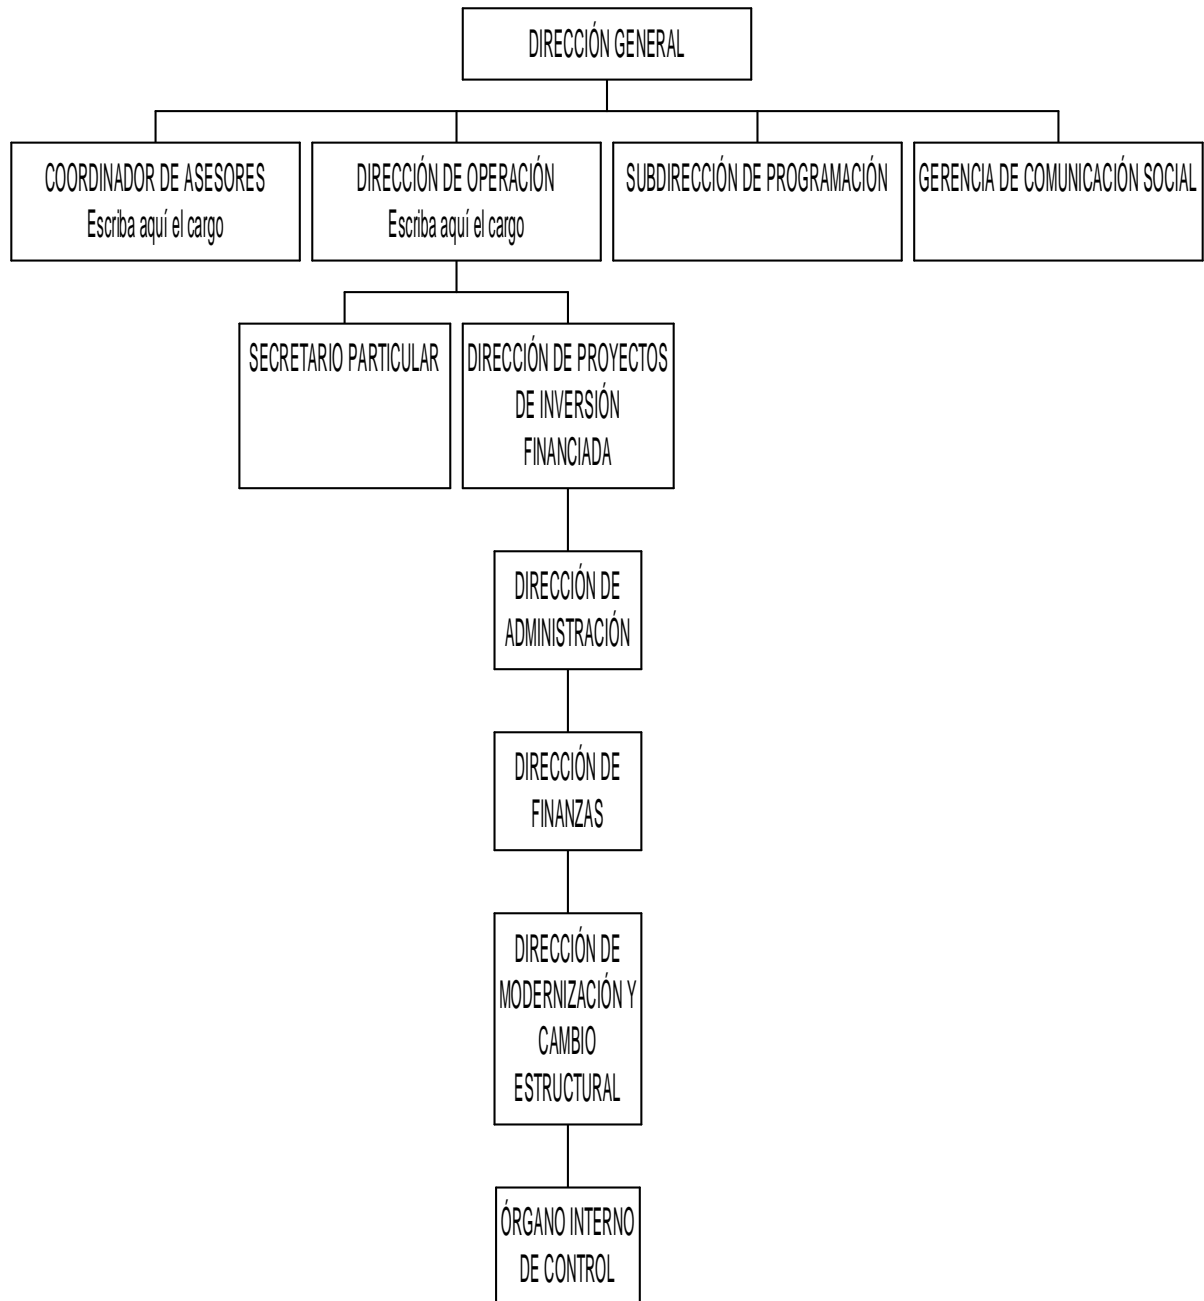 DIRECCIÓN GENERAL
COORDINADOR DE ASESORES
Escriba aquí el cargo
DIRECCIÓN DE OPERACIÓN
Escriba aquí el cargo
SUBDIRECCIÓN DE PROGRAMACIÓN
GERENCIA DE COMUNICACIÓN SOCIAL
SECRETARIO PARTICULAR
DIRECCIÓN DE PROYECTOS
DE INVERSIÓN
FINANCIADA
DIRECCIÓN DE
ADMINISTRACIÓN
DIRECCIÓN DE
FINANZAS
DIRECCIÓN DE
MODERNIZACIÓN Y
CAMBIO
ESTRUCTURAL
ÓRGANO INTERNO
DE CONTROL